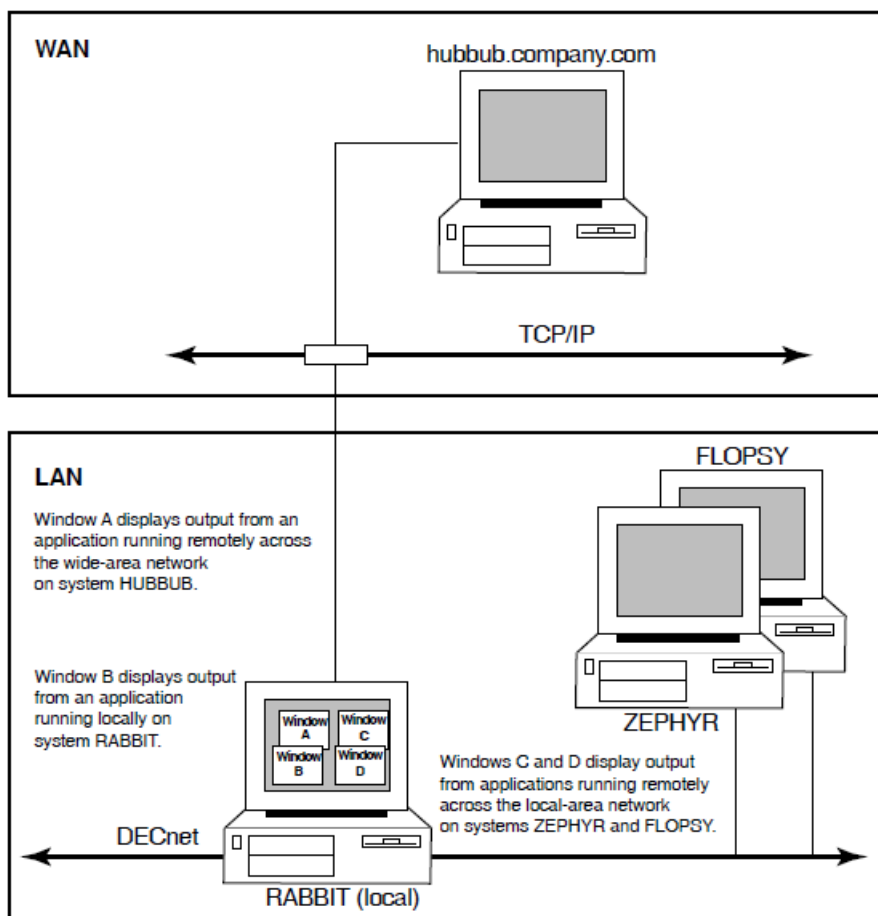 WAN
hubbub.company.com
TCP/IP
LAN
FLOPSY
Window A displays output from an
application running remotely across
the wide-area network
on system HUBBUB.
Window B displays output
from an application
running locally on
system RABBIT.
Window
A
Window
C
Window
B
Window
D
ZEPHYR
Windows C and D display output
from applications running remotely
across the local-area network
on systems ZEPHYR and FLOPSY.
DECnet
RABBIT (local)